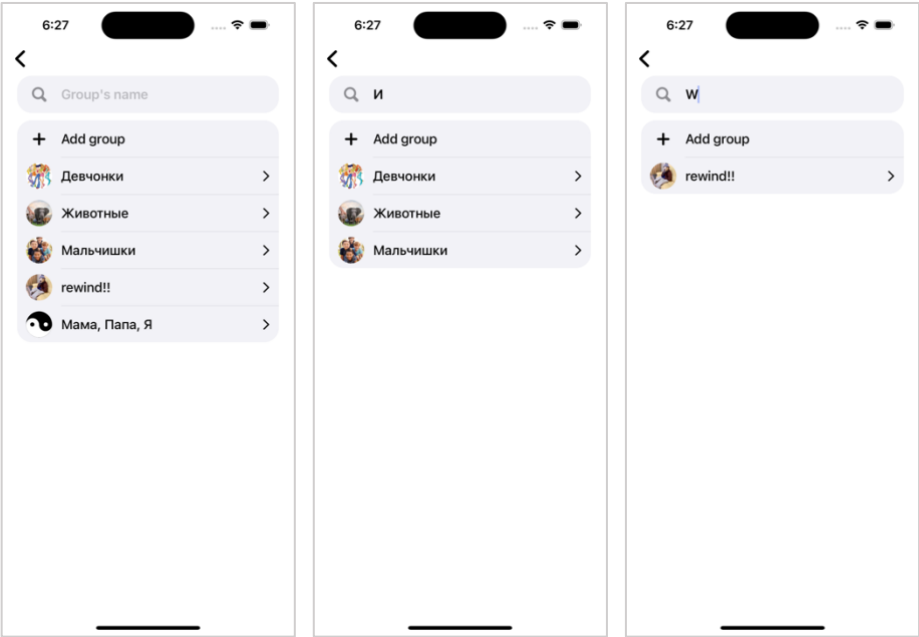 6:27
Group's name
Add group
Девчонки
Животные
Мальчишки
rewind!!
Мама, Папа, Я
6:27
И
Add group
Девчонки
Животные
Мальчишки
6:27
W
Add group
rewind!!